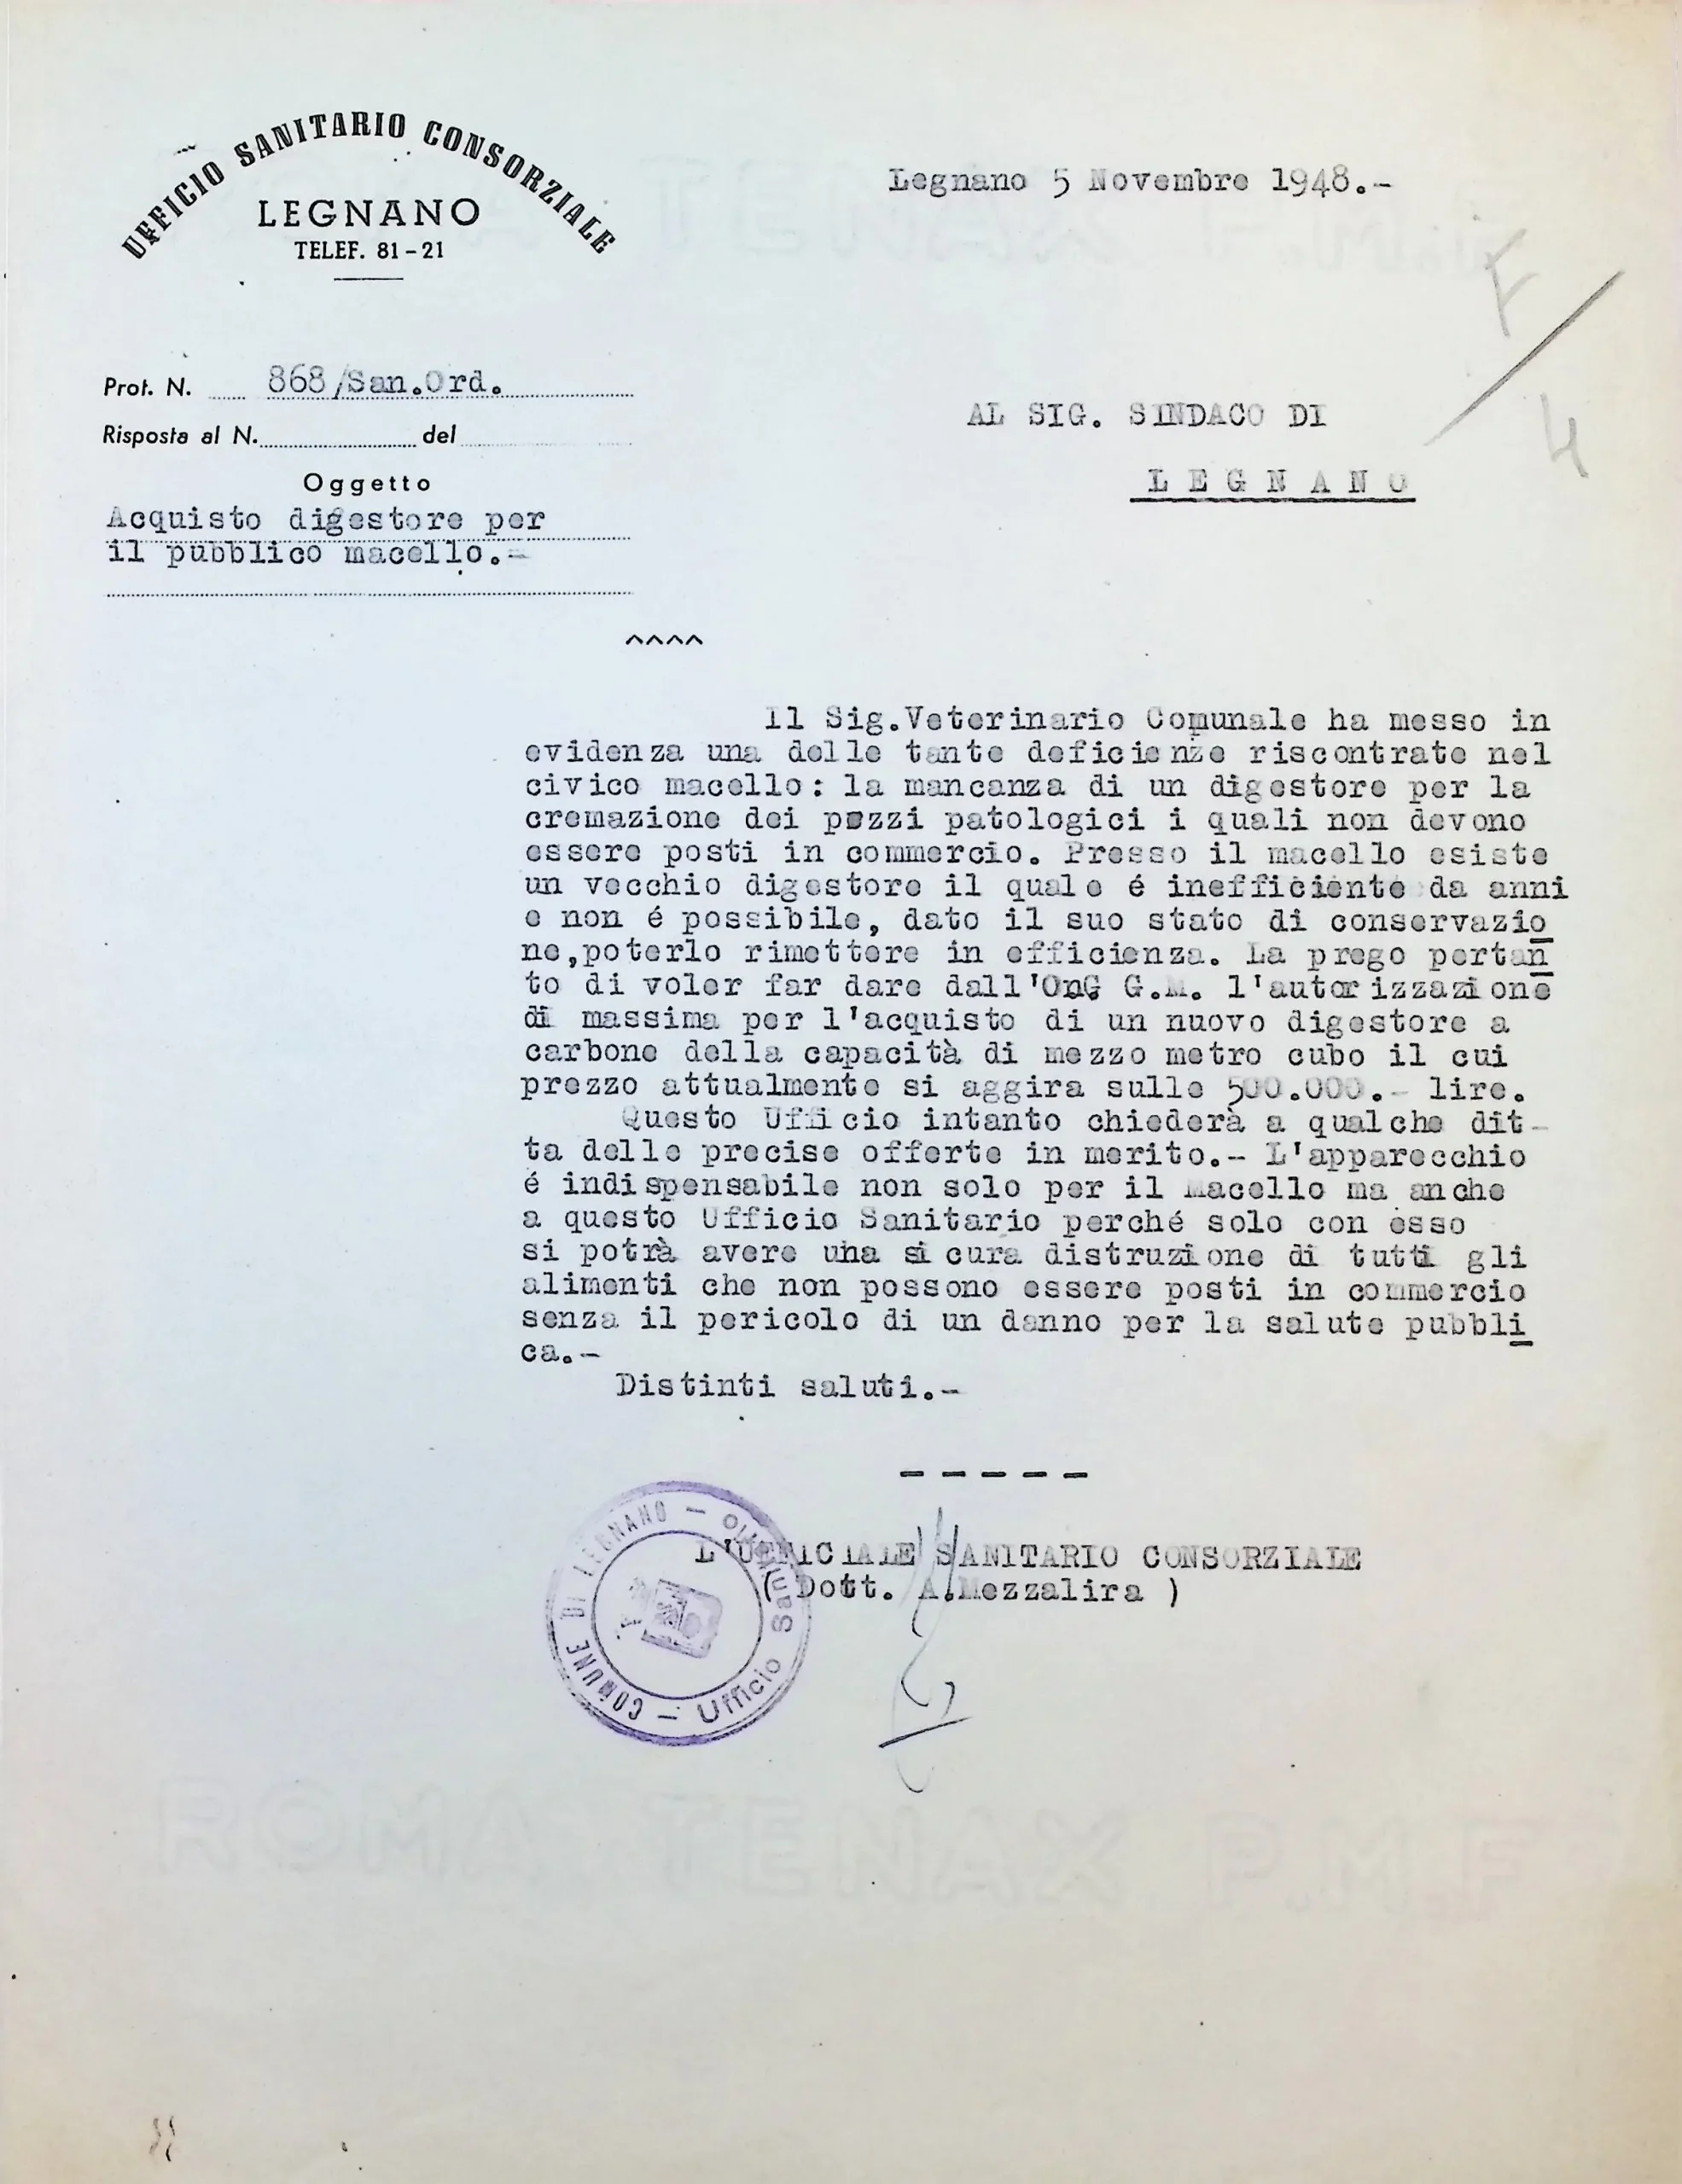 UFFICIO SANITARIO CONSORZIALE
LEGNANO
TELEF. 81-21
Legnano 5 Novembre 1948.-
F/4
Prot. N. 868/San.Ord.
Risposta al N. del
AL SIG. SINDACO DI
LEGNANO
Oggetto
Acquisto digestore per
il pubblico macello.-
^^^^
Il Sig.Veterinario Comunale ha messo in
evidenza una delle tante deficienze riscontrate nel
civico macello: la mancanza di un digestore per la
cremazione dei pezzi patologici i quali non devono
essere posti in commercio. Presso il macello esiste
un vecchio digestore il quale é inefficiente da anni
e non é possibile, dato il suo stato di conservazio
ne,poterlo rimettere in efficienza. La prego portan
to di voler far dare dall'OnG G.M. l'autorizzazione
di massima per l'acquisto di un nuovo digestore a
carbone della capacità di mezzo metro cubo il cui
prezzo attualmente si aggira sulle 500.000.- lire.
Questo Ufficio intanto chiederà a qualche dit-
ta delle precise offerte in merito.- L'apparecchio
é indispensabile non solo per il Macello ma anche
a questo Ufficio Sanitario perché solo con esso
si potrà avere una sicura distruzione di tutti gli
alimenti che non possono essere posti in commercio
senza il pericolo di un danno per la salute pubbli
ca.-
Distinti saluti.-
- - - - -
L'UFFICIALE SANITARIO CONSORZIALE
(Dott. A.Mezzalira )
COMUNE DI LEGNANO - Ufficio Sanitario -
ROMA TENAX P.M.F